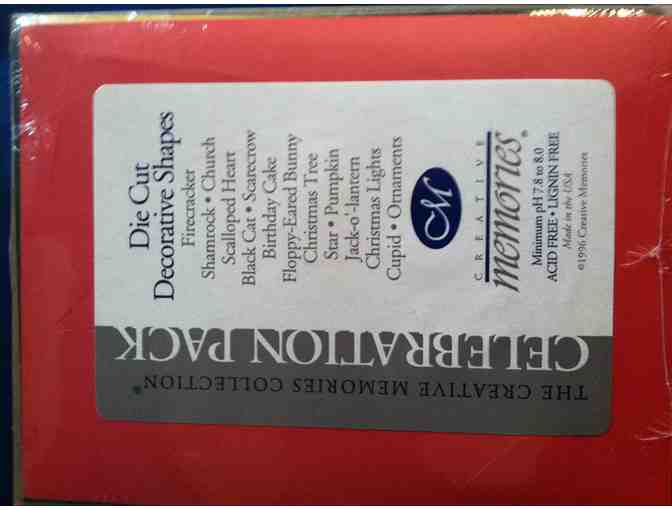 THE CREATIVE MEMORIES COLLECTION®
CELEBRATION PACK
Die Cut
Decorative Shapes
Firecracker
Shamrock • Church
Scalloped Heart
Black Cat • Scarecrow
Birthday Cake
Floppy-Eared Bunny
Christmas Tree
Star • Pumpkin
Jack-o'-lantern
Christmas Lights
Cupid • Ornaments
M
CREATIVE
memories®
Minimum pH 7.8 to 8.0
ACID FREE • LIGNIN FREE
Made in the USA
©1996 Creative Memories